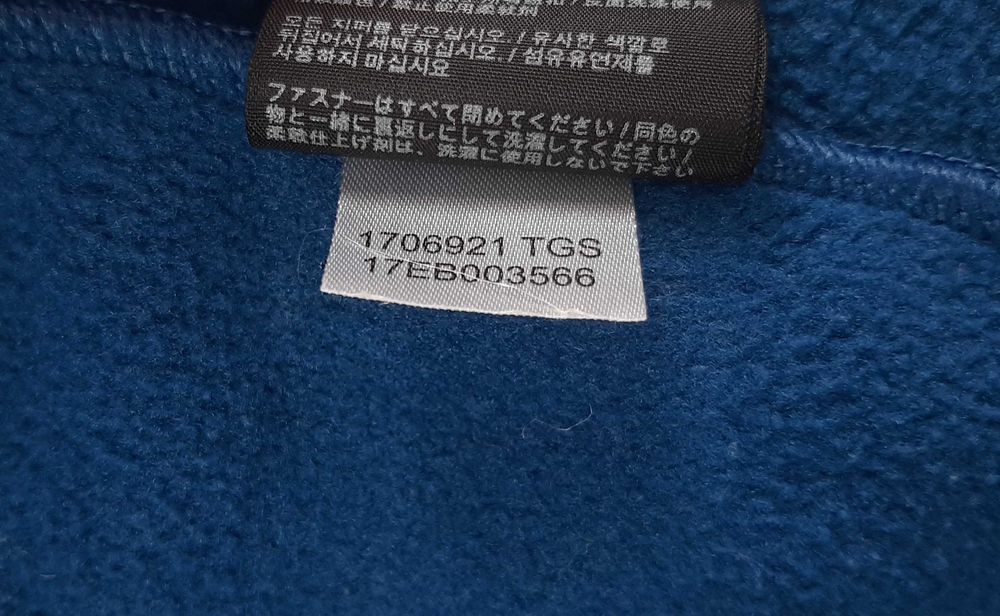 모든 지퍼를 닫으십시오 / 유사한 색깔로
뒤집어서 세탁하십시오. / 섬유유연제를
사용하지 마십시요
ファスナーはすべて閉めてください / 同色の
物と一緒に裏返しにして洗濯してください /
柔軟仕上げ剤は、洗濯に使用しないで下さい
1706921 TGS
17EB003566